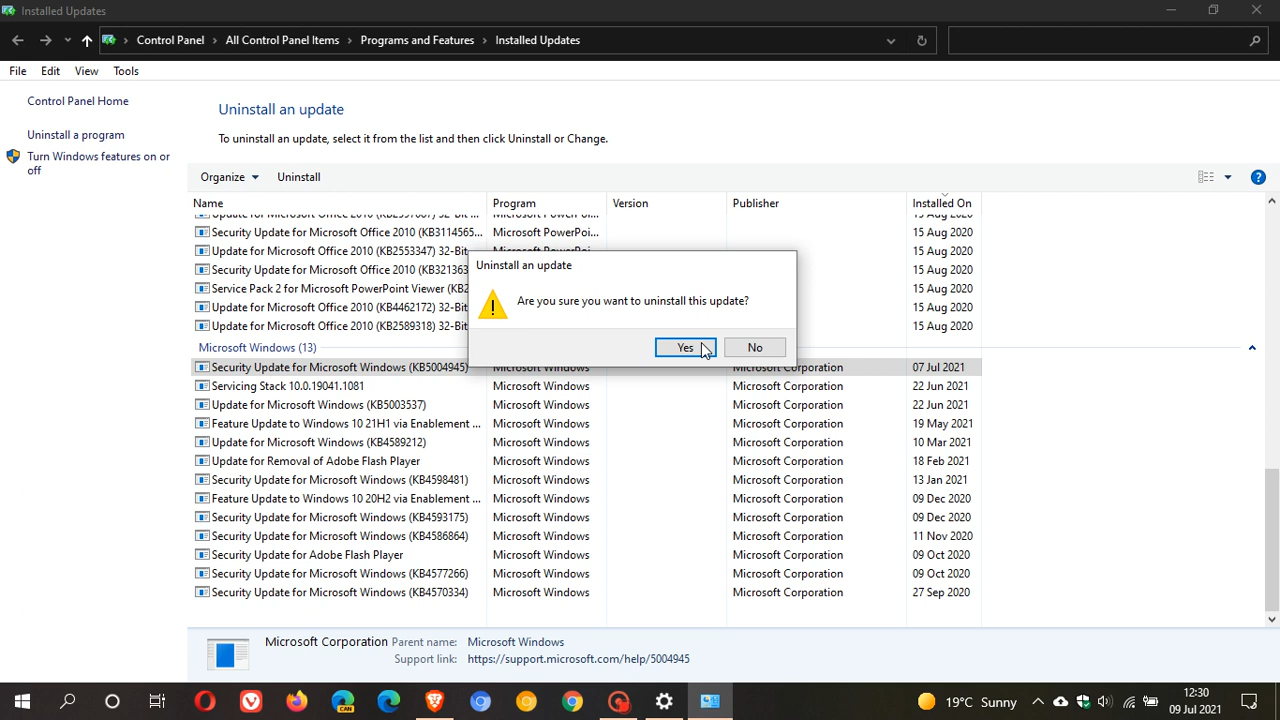 Installed Updates
Control Panel > All Control Panel Items > Programs and Features > Installed Updates
File Edit View Tools
Control Panel Home
Uninstall a program
Turn Windows features on or
off
Uninstall an update
To uninstall an update, select it from the list and then click Uninstall or Change.
Organize Uninstall
Name Program Version Publisher Installed On
15 Aug 2020
Security Update for Microsoft Office 2010 (KB3114565... Microsoft PowerPoi... 15 Aug 2020
Update for Microsoft Office 2010 (KB2553347) 32-Bit Microsoft PowerPoi... 15 Aug 2020
Security Update for Microsoft Office 2010 (KB32136 15 Aug 2020
Service Pack 2 for Microsoft PowerPoint Viewer (KB2 15 Aug 2020
Update for Microsoft Office 2010 (KB4462172) 32-Bit 15 Aug 2020
Update for Microsoft Office 2010 (KB2589318) 32-Bit 15 Aug 2020
Microsoft Windows (13)
Security Update for Microsoft Windows (KB5004945) Microsoft Windows Microsoft Corporation 07 Jul 2021
Servicing Stack 10.0.19041.1081 Microsoft Windows Microsoft Corporation 22 Jun 2021
Update for Microsoft Windows (KB5003537) Microsoft Windows Microsoft Corporation 22 Jun 2021
Feature Update to Windows 10 21H1 via Enablement ... Microsoft Windows Microsoft Corporation 19 May 2021
Update for Microsoft Windows (KB4589212) Microsoft Windows Microsoft Corporation 10 Mar 2021
Update for Removal of Adobe Flash Player Microsoft Windows Microsoft Corporation 18 Feb 2021
Security Update for Microsoft Windows (KB4598481) Microsoft Windows Microsoft Corporation 13 Jan 2021
Feature Update to Windows 10 20H2 via Enablement ... Microsoft Windows Microsoft Corporation 09 Dec 2020
Security Update for Microsoft Windows (KB4593175) Microsoft Windows Microsoft Corporation 09 Dec 2020
Security Update for Microsoft Windows (KB4586864) Microsoft Windows Microsoft Corporation 11 Nov 2020
Security Update for Adobe Flash Player Microsoft Windows Microsoft Corporation 09 Oct 2020
Security Update for Microsoft Windows (KB4577266) Microsoft Windows Microsoft Corporation 09 Oct 2020
Security Update for Microsoft Windows (KB4570334) Microsoft Windows Microsoft Corporation 27 Sep 2020
Uninstall an update
Are you sure you want to uninstall this update?
Yes No
Microsoft Corporation Parent name: Microsoft Windows
Support link: https://support.microsoft.com/help/5004945
CAN
19°C Sunny
12:30
09 Jul 2021